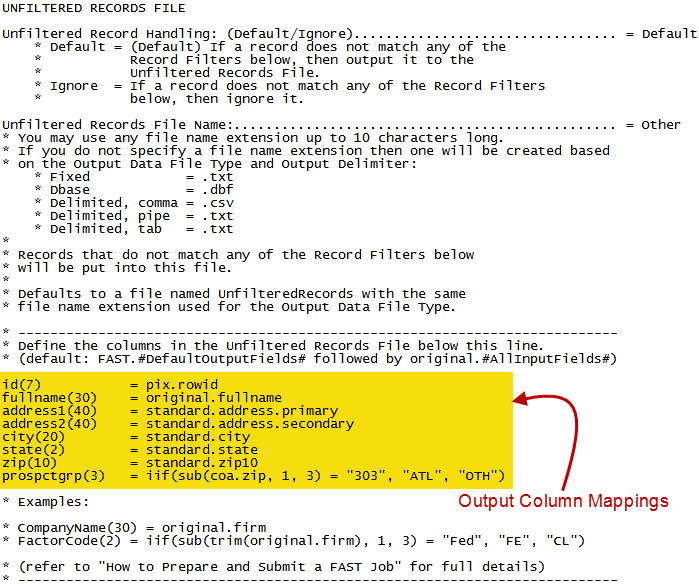 UNFILTERED RECORDS FILE
Unfiltered Record Handling: (Default/Ignore)................................ = Default
* Default = (Default) If a record does not match any of the
* Record Filters below, then output it to the
* Unfiltered Records File.
* Ignore = If a record does not match any of the Record Filters
* below, then ignore it.
Unfiltered Records File Name:............................................... = Other
* You may use any file name extension up to 10 characters long.
* If you do not specify a file name extension then one will be created based
* on the Output Data File Type and Output Delimiter:
* Fixed = .txt
* Dbase = .dbf
* Delimited, comma = .csv
* Delimited, pipe = .txt
* Delimited, tab = .txt
*
* Records that do not match any of the Record Filters below
* will be put into this file.
*
* Defaults to a file named UnfilteredRecords with the same
* file name extension used for the Output Data File Type.
* -------------------------------------------------------------------------
* Define the columns in the Unfiltered Records File below this line.
* (default: FAST.#DefaultOutputFields# followed by original.#AllInputFields#)
id(7) = pix.rowid
fullname(30) = original.fullname
address1(40) = standard.address.primary
address2(40) = standard.address.secondary
city(20) = standard.city
state(2) = standard.state
zip(10) = standard.zip10
prospctgrp(3) = iif(sub(coa.zip, 1, 3) = "303", "ATL", "OTH")
Output Column Mappings
* Examples:
* CompanyName(30) = original.firm
* FactorCode(2) = iif(sub(trim(original.firm), 1, 3) = "Fed", "FE", "CL")
* (refer to "How to Prepare and Submit a FAST Job" for full details)
* -------------------------------------------------------------------------